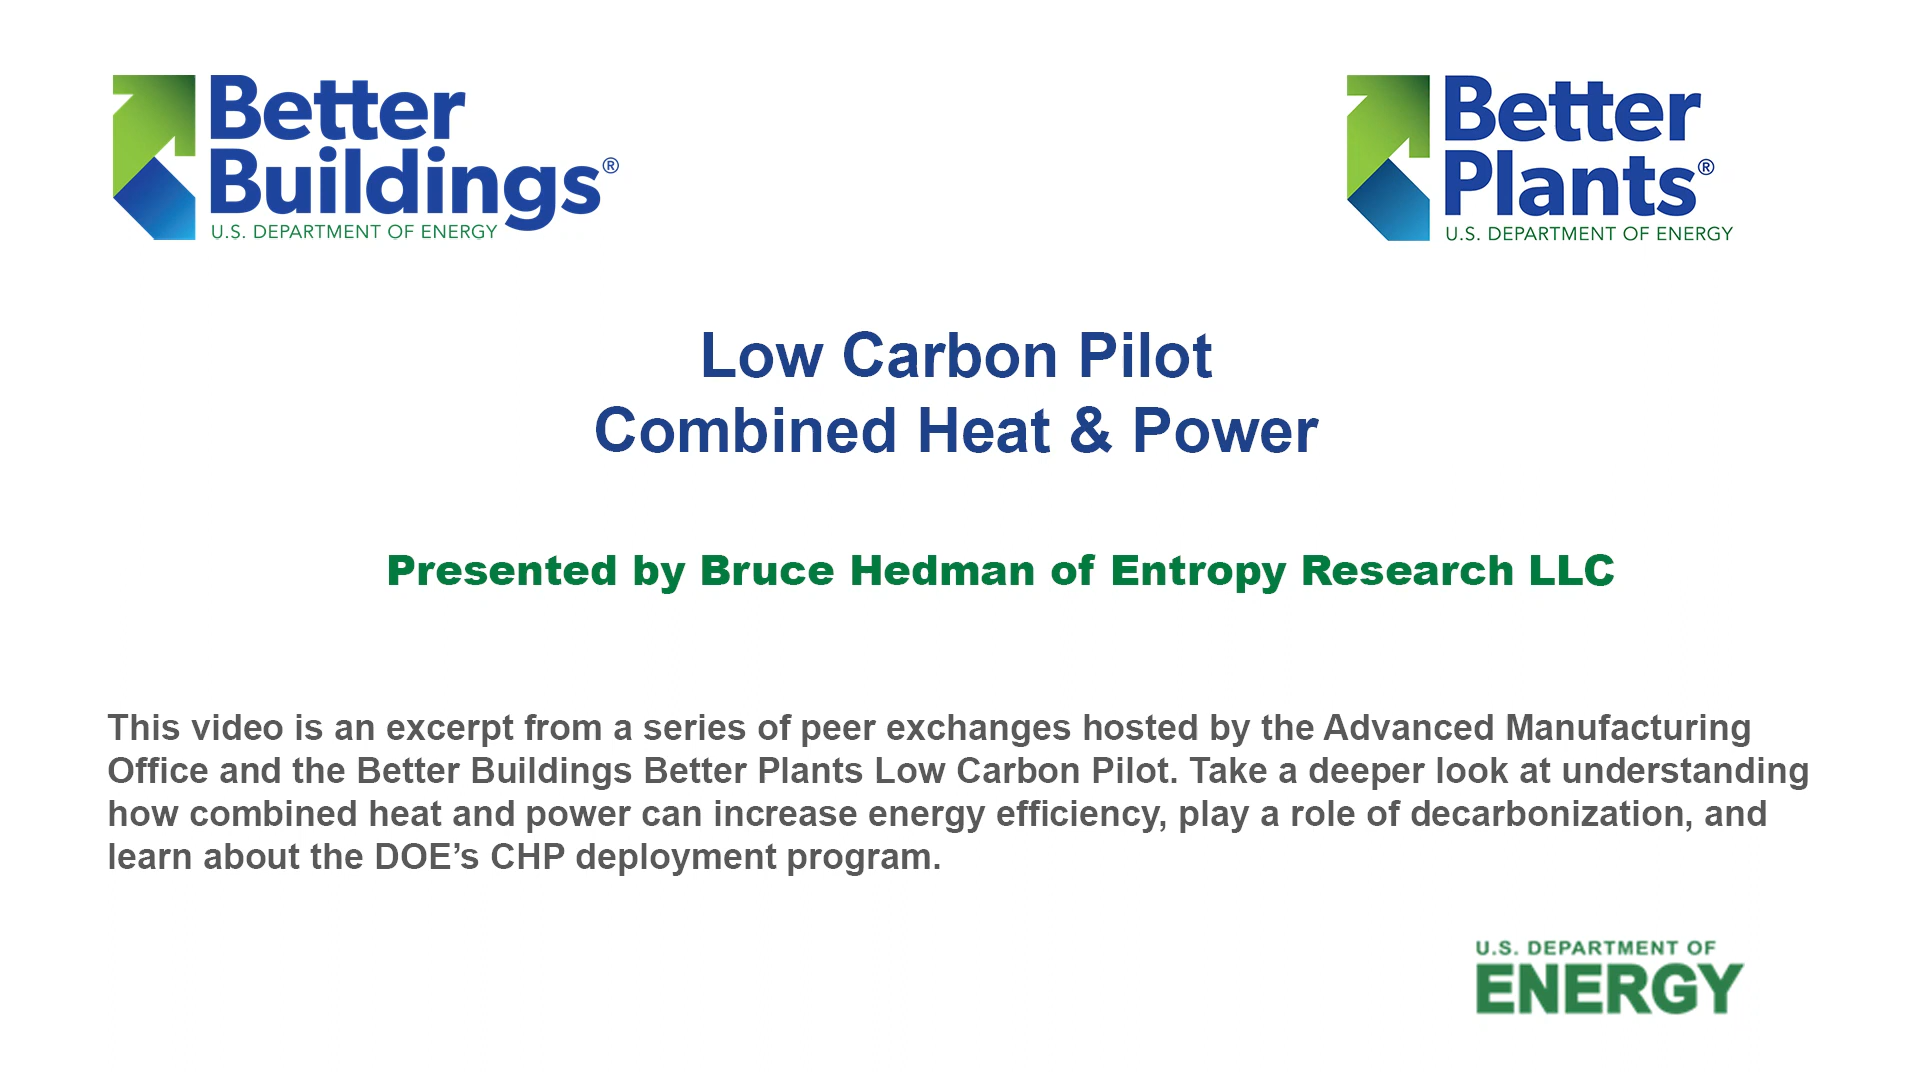 Better
Buildings®
U.S. DEPARTMENT OF ENERGY
Better
Plants®
U.S. DEPARTMENT OF ENERGY
Low Carbon Pilot
Combined Heat & Power
Presented by Bruce Hedman of Entropy Research LLC
This video is an excerpt from a series of peer exchanges hosted by the Advanced Manufacturing
Office and the Better Buildings Better Plants Low Carbon Pilot. Take a deeper look at understanding
how combined heat and power can increase energy efficiency, play a role of decarbonization, and
learn about the DOE’s CHP deployment program.
U.S. DEPARTMENT OF
ENERGY